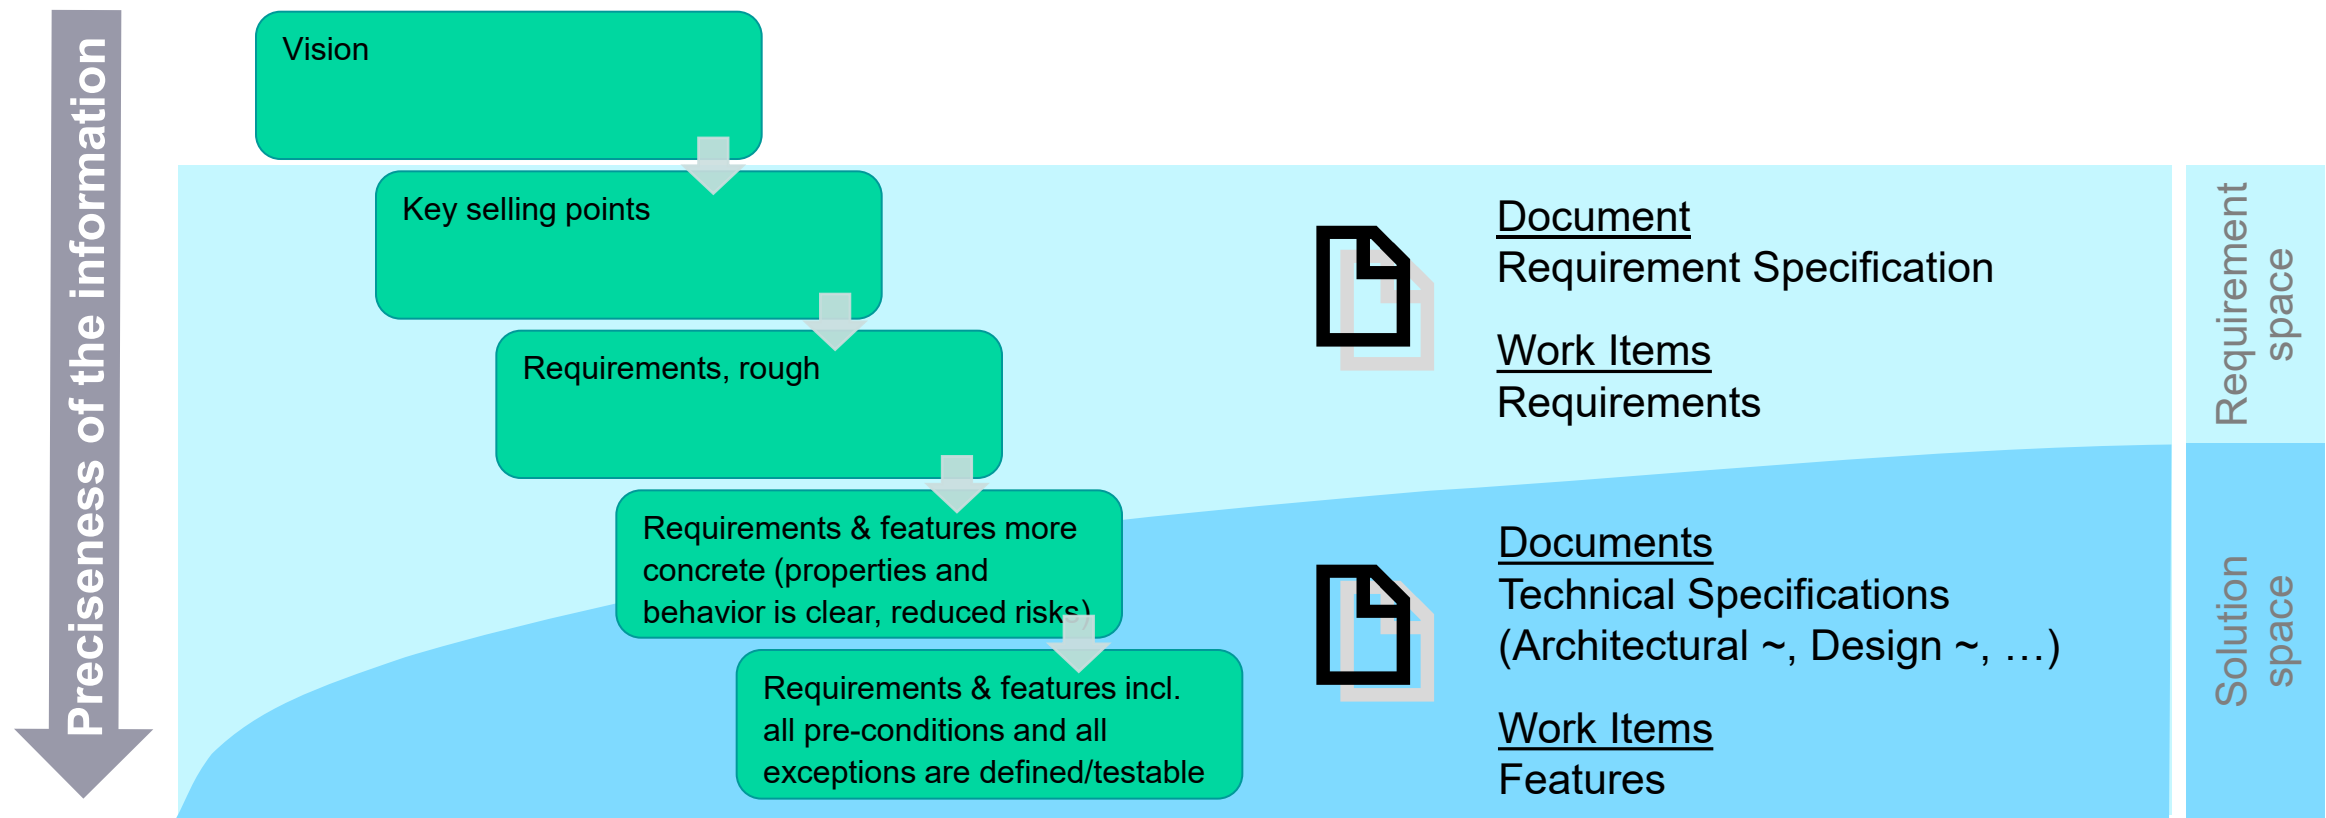 Preciseness of the information
Vision
Key selling points
Requirements, rough
Requirements & features more
concrete (properties and
behavior is clear, reduced risks)
Requirements & features incl.
all pre-conditions and all
exceptions are defined/testable
Document
Requirement Specification
Work Items
Requirements
Documents
Technical Specifications
(Architectural ~, Design ~, …)
Work Items
Features
Requirement
space
Solution
space